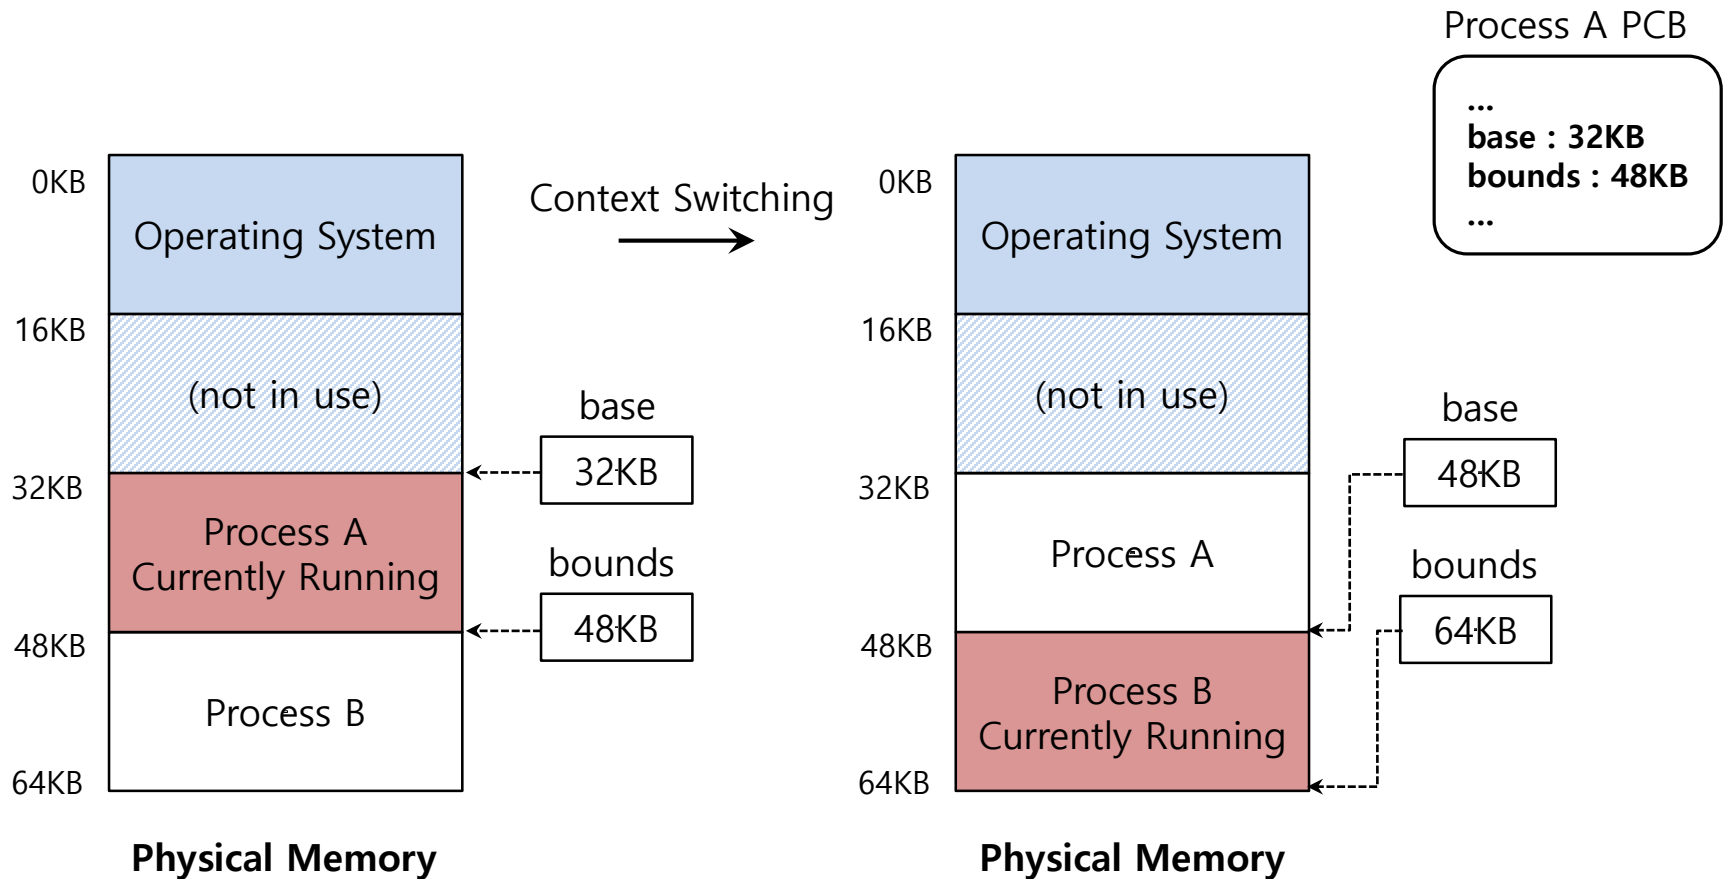 Process A PCB
...
base : 32KB
bounds : 48KB
...
Context Switching
0KB
Operating System
16KB
(not in use)
32KB
Process A
Currently Running
48KB
Process B
64KB
base
32KB
bounds
48KB
Physical Memory
0KB
Operating System
16KB
(not in use)
32KB
Process A
48KB
Process B
Currently Running
64KB
base
48KB
bounds
64KB
Physical Memory